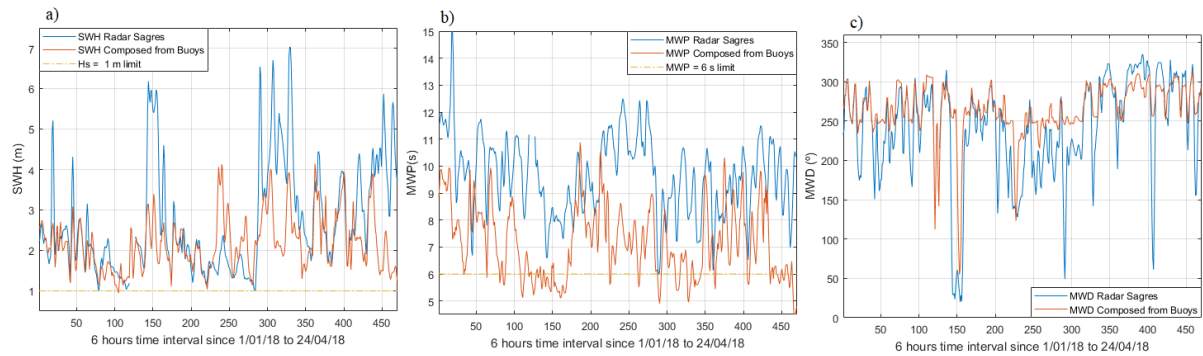 a)
SWH Radar Sagres
SWH Composed from Buoys
Hs = 1 m limit
7
6
5
4
3
2
1
SWH (m)
50 100 150 200 250 300 350 400 450
6 hours time interval since 1/01/18 to 24/04/18
b)
MWP Radar Sagres
MWP Composed from Buoys
MWP = 6 s limit
15
14
13
12
11
10
9
8
7
6
5
MWP(s)
50 100 150 200 250 300 350 400 450
6 hours time interval since 1/01/18 to 24/04/18
c)
350
300
250
200
150
100
50
0
MWD (º)
MWD Radar Sagres
MWD Composed from Buoys
50 100 150 200 250 300 350 400 450
6 hours time interval since 1/01/18 to 24/04/18